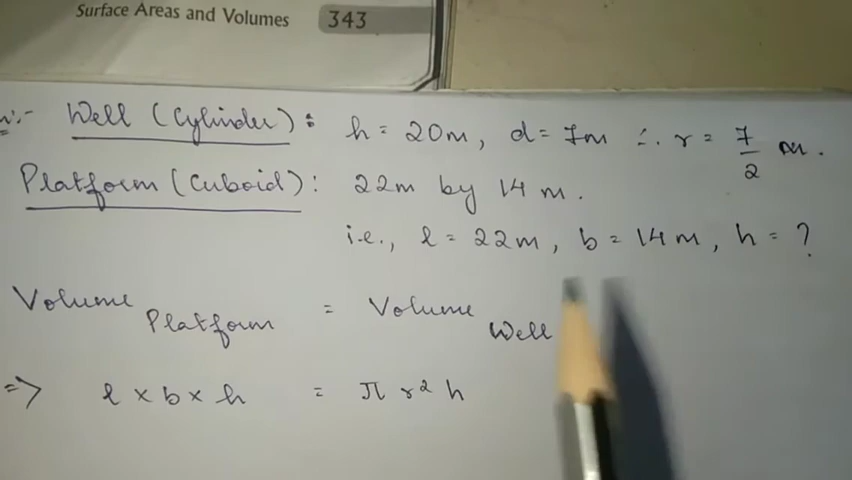 Surface Areas and Volumes 343
Well (Cylinder): h = 20m, d = 7m ∴ r = 7/2 m.
Platform (Cuboid): 22m by 14 m.
i.e., l = 22m, b = 14m, h = ?
Volume Platform = Volume Well
=> l × b × h = π r² h